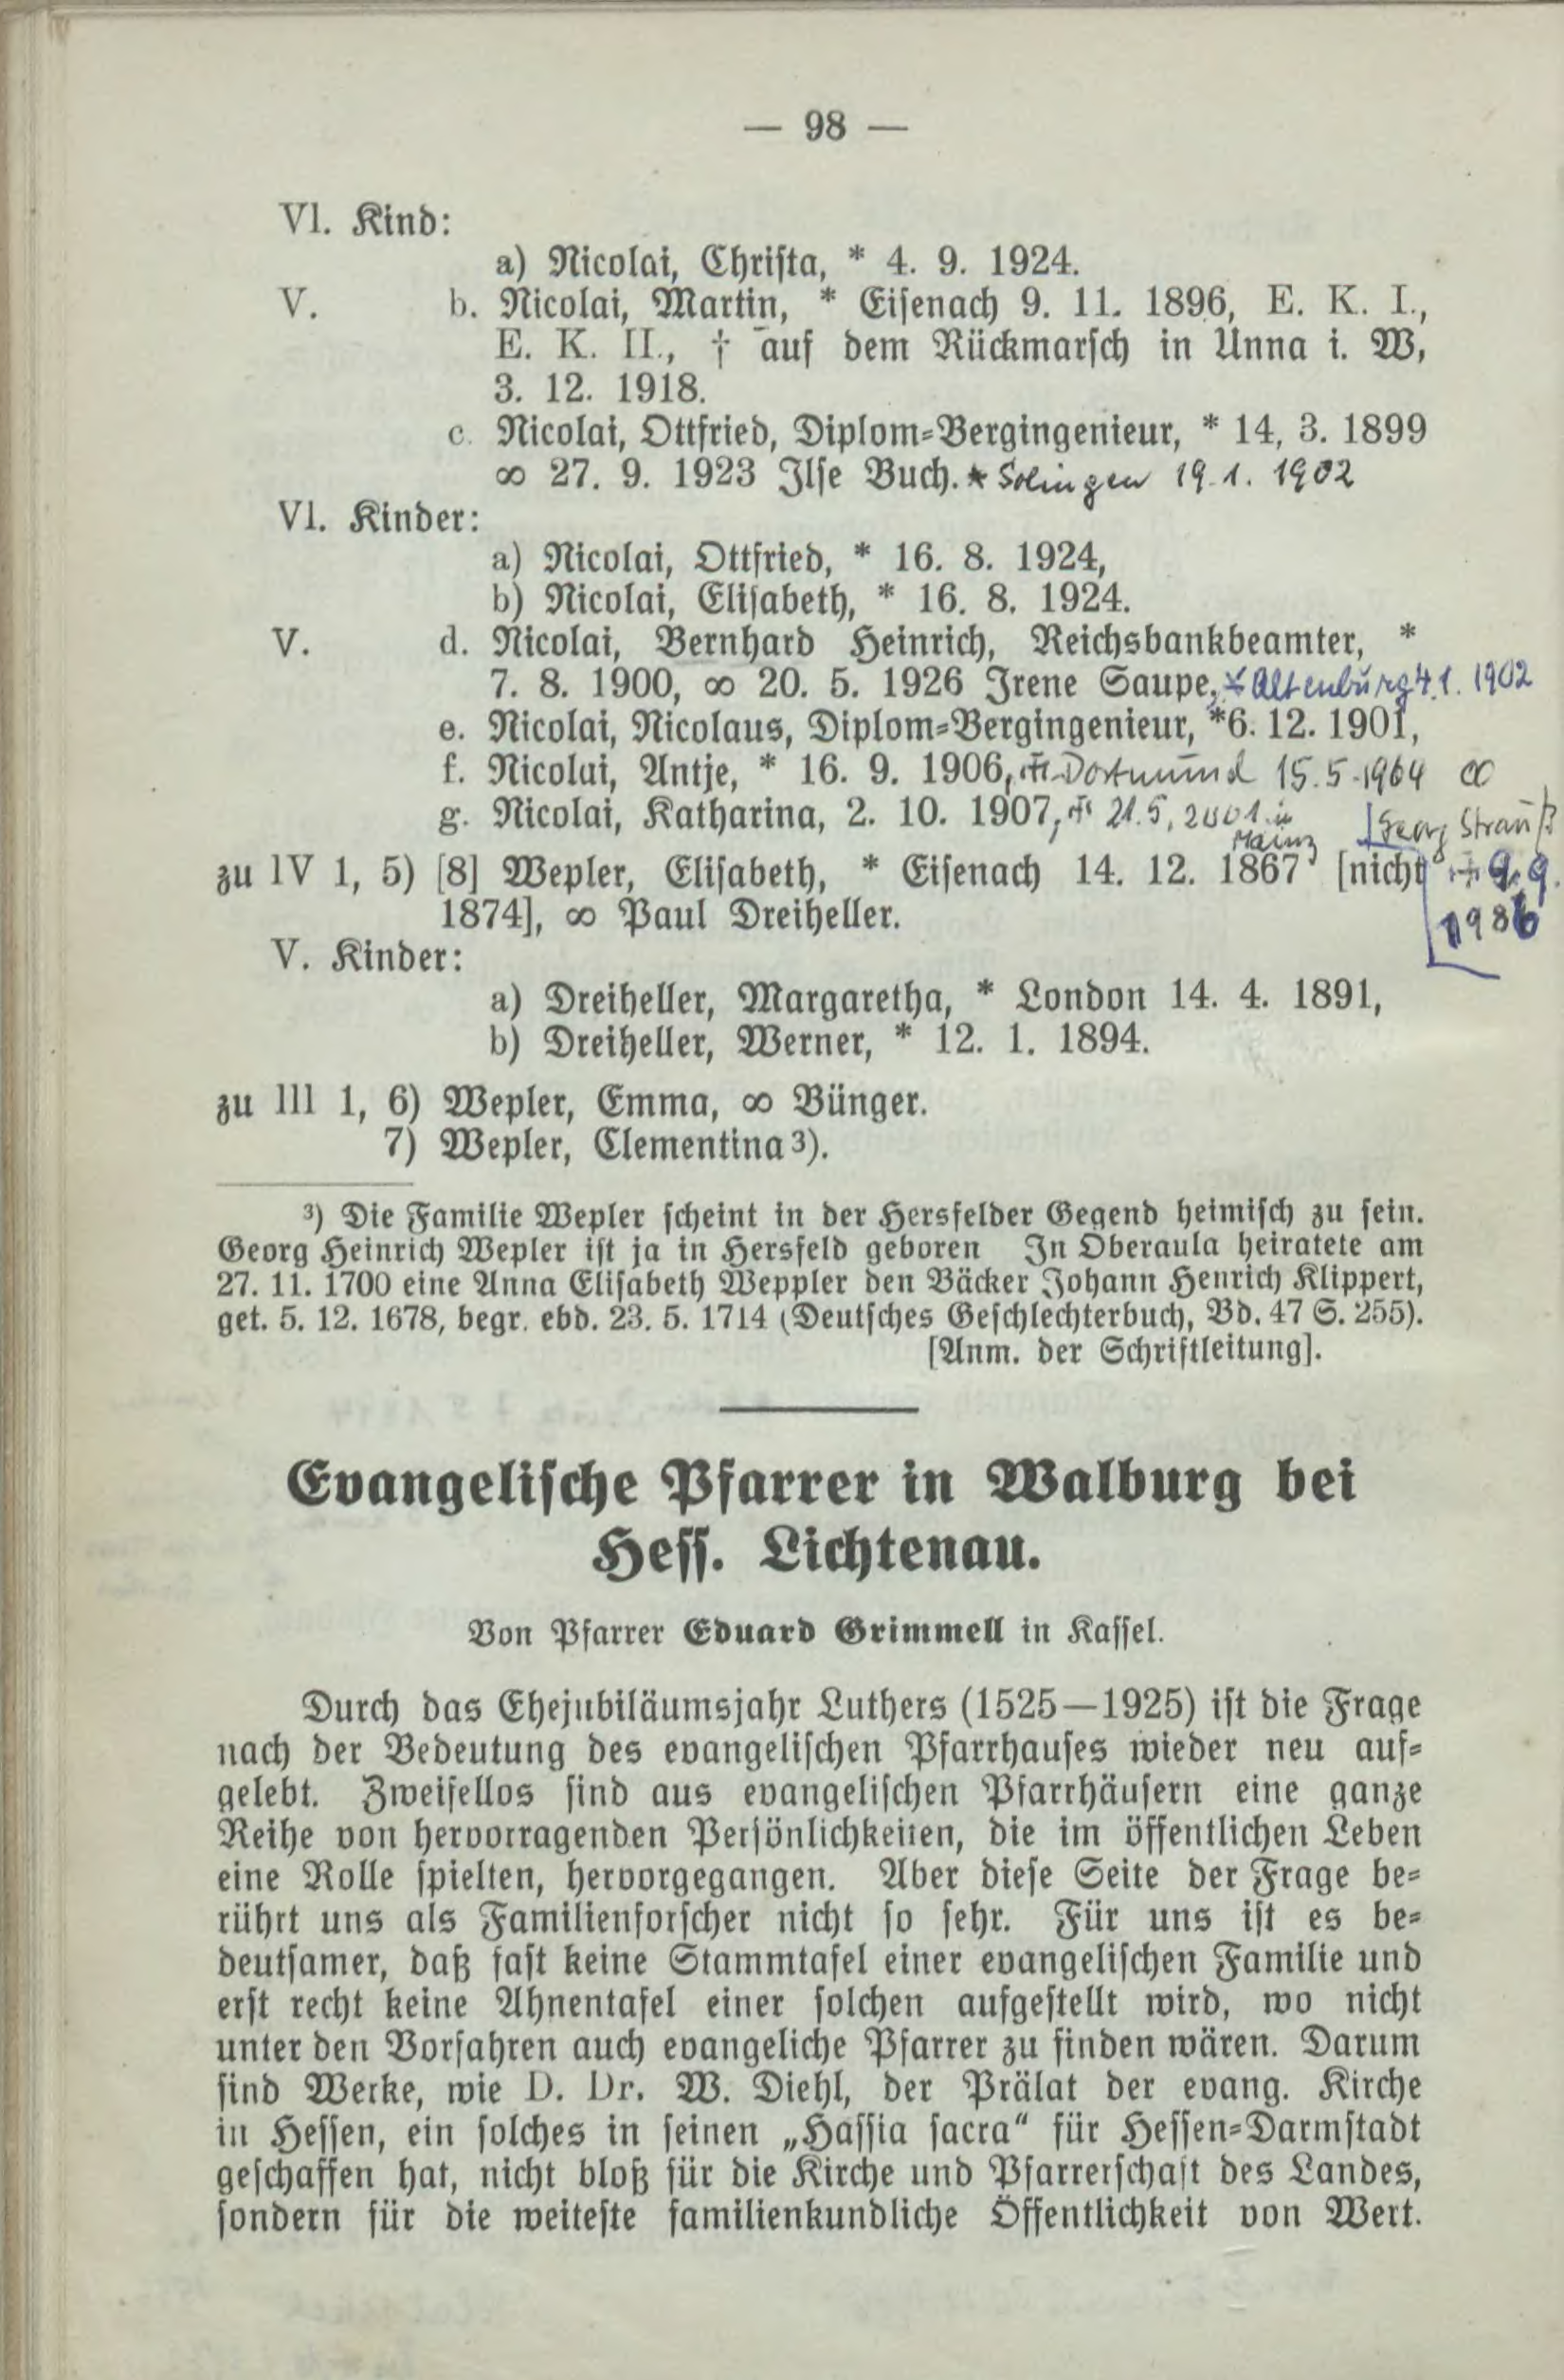 — 98 —
VI. Kind:
a) Nicolai, Christa, * 4. 9. 1924.
V. b. Nicolai, Martin, * Eisenach 9. 11. 1896, E. K. I.,
E. K. II., † auf dem Rückmarsch in Unna i. W,
3. 12. 1918.
c. Nicolai, Ottfried, Diplom-Bergingenieur, * 14, 3. 1899
∞ 27. 9. 1923 Ilse Buch. * Solingen 19.1. 1902
VI. Kinder:
a) Nicolai, Ottfried, * 16. 8. 1924,
b) Nicolai, Elisabeth, * 16. 8. 1924.
V. d. Nicolai, Bernhard Heinrich, Reichsbankbeamter, *
7. 8. 1900, ∞ 20. 5. 1926 Irene Saupe, * Altenburg 4.1. 1902
e. Nicolai, Nicolaus, Diplom-Bergingenieur, *6. 12. 1901,
f. Nicolai, Antje, * 16. 9. 1906, † Dortmund 15.5.1964 ∞
g. Nicolai, Katharina, 2. 10. 1907, † 21.5.2001 in Mainz
Georg Strauß
zu IV 1, 5) [8] Wepler, Elisabeth, * Eisenach 14. 12. 1867 [nicht † 9.9.
1874], ∞ Paul Dreiheller. 1986
V. Kinder:
a) Dreiheller, Margaretha, * London 14. 4. 1891,
b) Dreiheller, Werner, * 12. 1. 1894.
zu III 1, 6) Wepler, Emma, ∞ Bünger.
7) Wepler, Clementina ³).
³) Die Familie Wepler scheint in der Hersfelder Gegend heimisch zu sein.
Georg Heinrich Wepler ist ja in Hersfeld geboren In Oberaula heiratete am
27. 11. 1700 eine Anna Elisabeth Weppler den Bäcker Johann Henrich Klippert,
get. 5. 12. 1678, begr. ebd. 23. 5. 1714 (Deutsches Geschlechterbuch, Bd. 47 S. 255).
[Anm. der Schriftleitung].
Evangelische Pfarrer in Walburg bei
Hess. Lichtenau.
Von Pfarrer Eduard Grimmell in Kassel.
Durch das Ehejubiläumsjahr Luthers (1525—1925) ist die Frage
nach der Bedeutung des evangelischen Pfarrhauses wieder neu auf-
gelebt. Zweifellos sind aus evangelischen Pfarrhäusern eine ganze
Reihe von hervorragenden Persönlichkeiten, die im öffentlichen Leben
eine Rolle spielten, hervorgegangen. Aber diese Seite der Frage be-
rührt uns als Familienforscher nicht so sehr. Für uns ist es be-
deutsamer, daß fast keine Stammtafel einer evangelischen Familie und
erst recht keine Ahnentafel einer solchen aufgestellt wird, wo nicht
unter den Vorfahren auch evangeliche Pfarrer zu finden wären. Darum
sind Werke, wie D. Dr. W. Diehl, der Prälat der evang. Kirche
in Hessen, ein solches in seinen „Hassia sacra“ für Hessen-Darmstadt
geschaffen hat, nicht bloß für die Kirche und Pfarrerschaft des Landes,
sondern für die weiteste familienkundliche Öffentlichkeit von Wert.